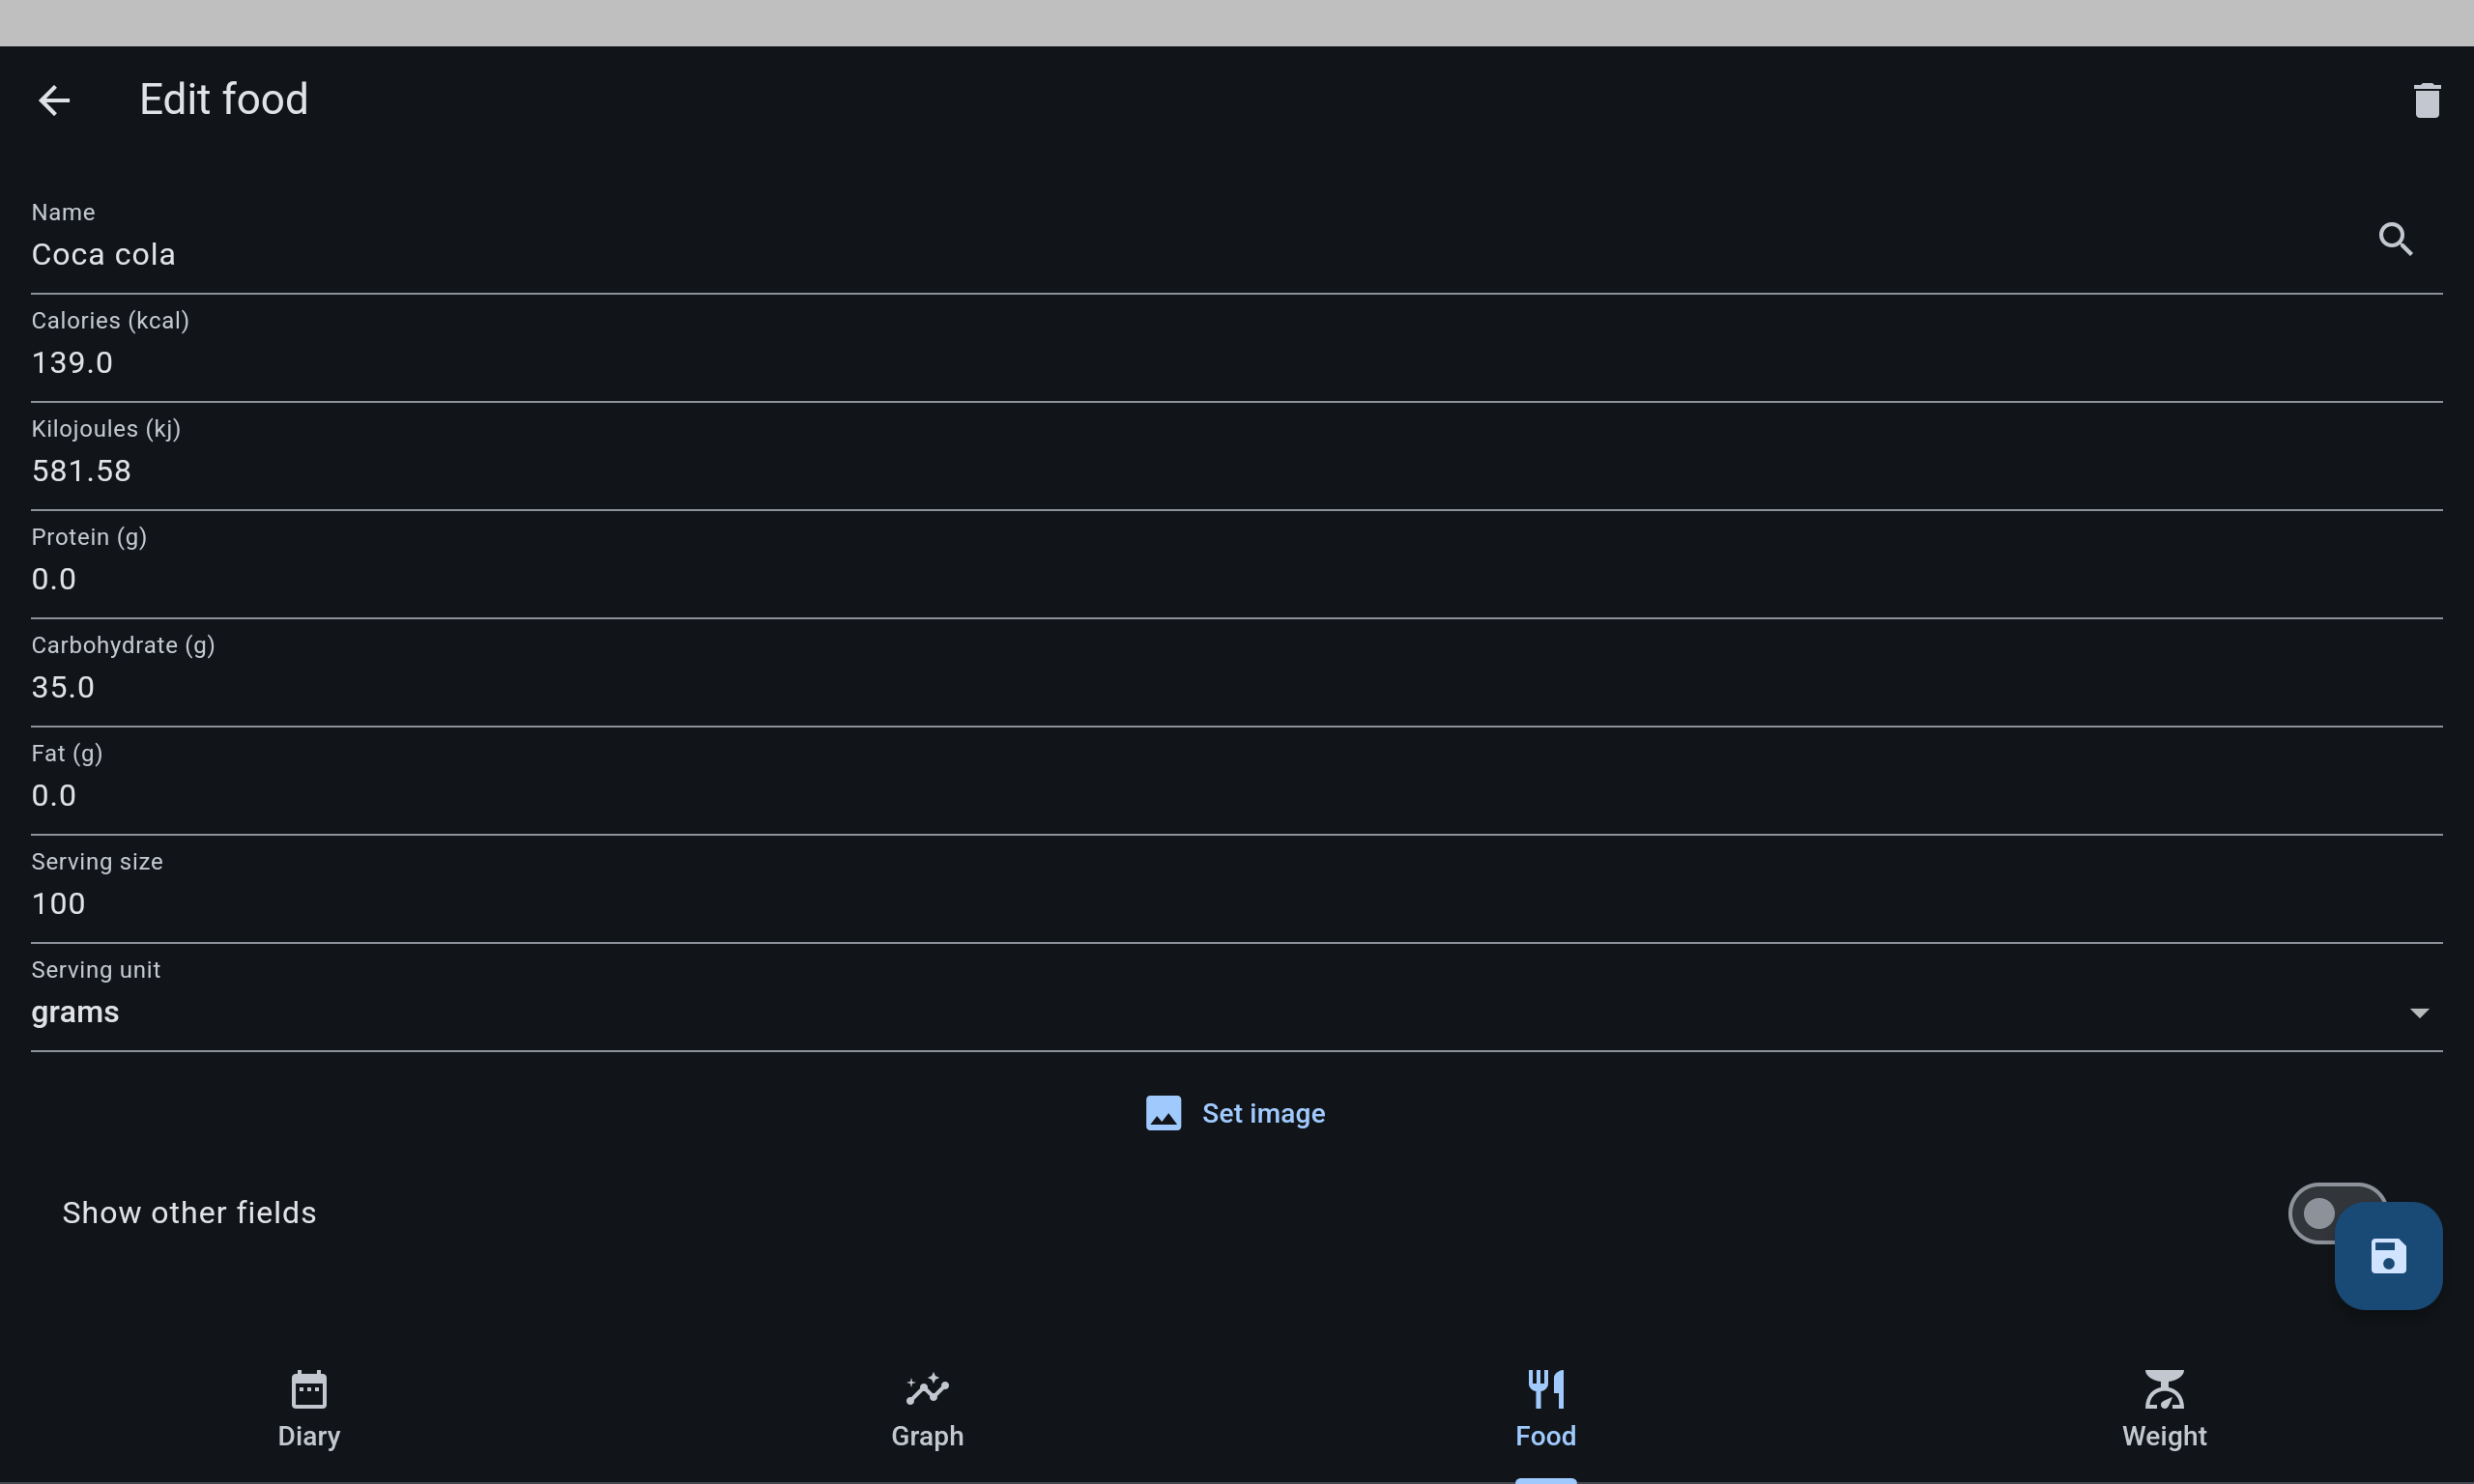 Edit food
Name
Coca cola
Calories (kcal)
139.0
Kilojoules (kj)
581.58
Protein (g)
0.0
Carbohydrate (g)
35.0
Fat (g)
0.0
Serving size
100
Serving unit
grams
Set image
Show other fields
Diary
Graph
Food
Weight